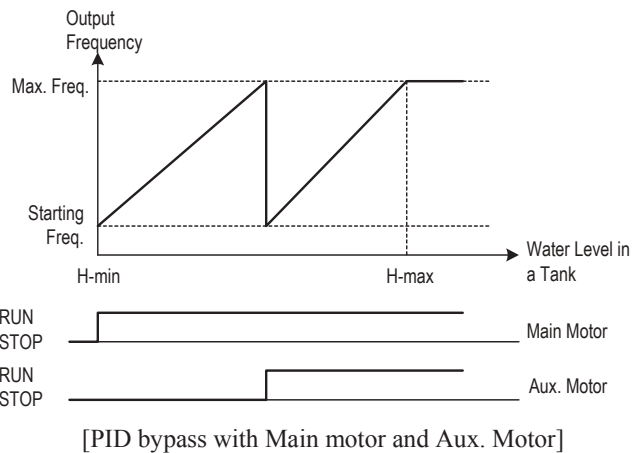 Output
Frequency
Max. Freq.
Starting
Freq.
Water Level in
a Tank
H-min
H-max
RUN
STOP
Main Motor
RUN
STOP
Aux. Motor
[PID bypass with Main motor and Aux. Motor]